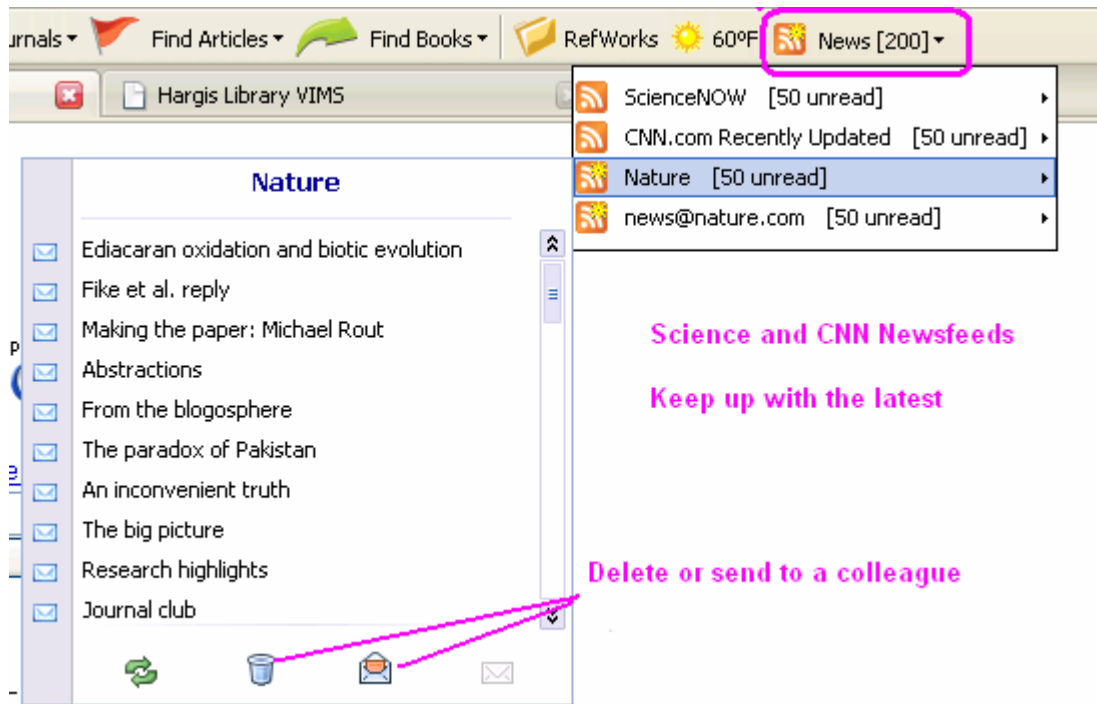 urnals Find Articles Find Books RefWorks 60ºF News [200]
Hargis Library VIMS
ScienceNOW [50 unread]
CNN.com Recently Updated [50 unread]
Nature [50 unread]
news@nature.com [50 unread]
Nature
Ediacaran oxidation and biotic evolution
Fike et al. reply
Making the paper: Michael Rout
Abstractions
From the blogosphere
The paradox of Pakistan
An inconvenient truth
The big picture
Research highlights
Journal club
Science and CNN Newsfeeds
Keep up with the latest
Delete or send to a colleague